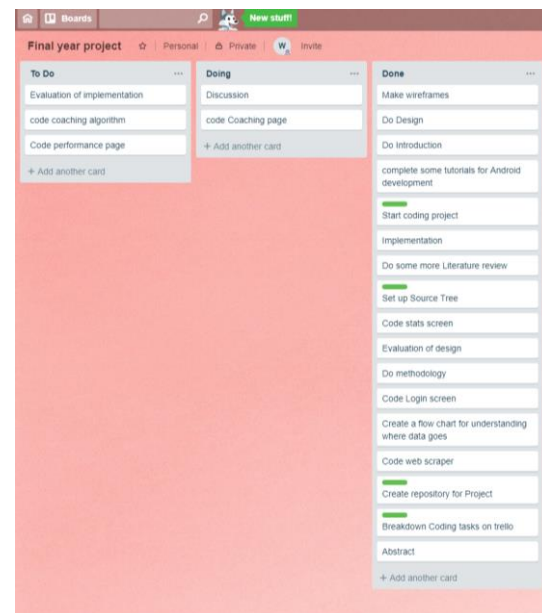 Boards
New stuff!
Final year project
Personal
Private
W
Invite
To Do
Evaluation of implementation
code coaching algorithm
Code performance page
+ Add another card
Doing
Discussion
code Coaching page
+ Add another card
Done
Make wireframes
Do Design
Do Introduction
complete some tutorials for Android
development
Start coding project
Implementation
Do some more Literature review
Set up Source Tree
Code stats screen
Evaluation of design
Do methodology
Code Login screen
Create a flow chart for understanding
where data goes
Code web scraper
Create repository for Project
Breakdown Coding tasks on trello
Abstract
+ Add another card